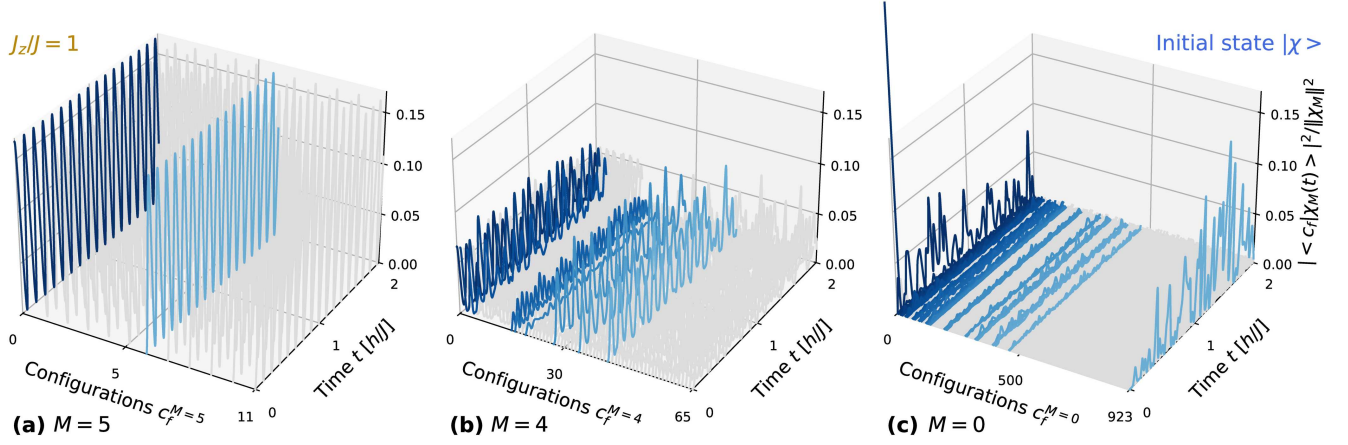 J_z/J = 1
0.15
0.10
0.05
0.00
2
1
0
Time t [h/J]
0
5
11
Configurations c_f^{M=5}
(a) M = 5
0.15
0.10
0.05
0.00
2
1
0
Time t [h/J]
0
30
65
Configurations c_f^{M=4}
(b) M = 4
Initial state |χ >
0.15
0.10
0.05
0.00
| < c_f|χ_M(t) > |²/‖χ_M‖²
2
1
0
Time t [h/J]
0
500
923
Configurations c_f^{M=0}
(c) M = 0